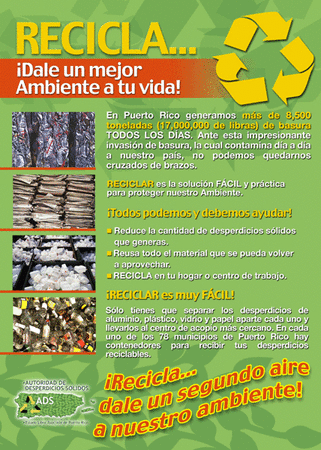 RECICLA...
¡Dale un mejor
Ambiente a tu vida!
En Puerto Rico generamos más de 8,500
toneladas (17,000,000 de libras) de basura
TODOS LOS DIAS. Ante esta impresionante
invasión de basura, la cual contamina día a día
a nuestro país, no podemos quedarnos
cruzados de brazos.
RECICLAR es la solución FÁCIL y práctica
para proteger nuestro Ambiente.
¡Todos podemos y debemos ayudar!
Reduce la cantidad de desperdicios sólidos
que generas.
Reusa todo el material que se pueda volver
a aprovechar.
RECICLA en tu hogar o centro de trabajo.
¡RECICLAR es muy FÁCIL!
Solo tienes que separar los desperdicios de
aluminio, plástico, vidrio y papel aparte cada uno y
llevarlos al centro de acopio más cercano. En cada
uno de los 78 municipios de Puerto Rico hay
contenedores para recibir tus desperdicios
reciclables.
AUTORIDAD DE
DESPERDICIOS SÓLIDOS
ADS
Estado Libre Asociado de Puerto Rico
¡Recicla...
dale un segundo aire
a nuestro ambiente!